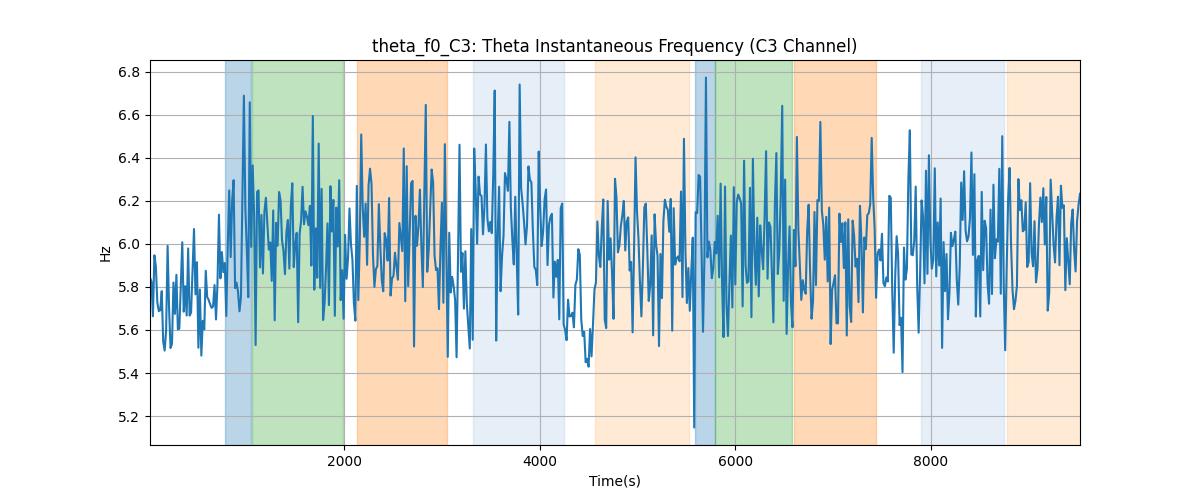 theta_f0_C3: Theta Instantaneous Frequency (C3 Channel)
6.8
6.6
6.4
6.2
6.0
5.8
5.6
5.4
5.2
Hz
2000 4000 6000 8000
Time(s)